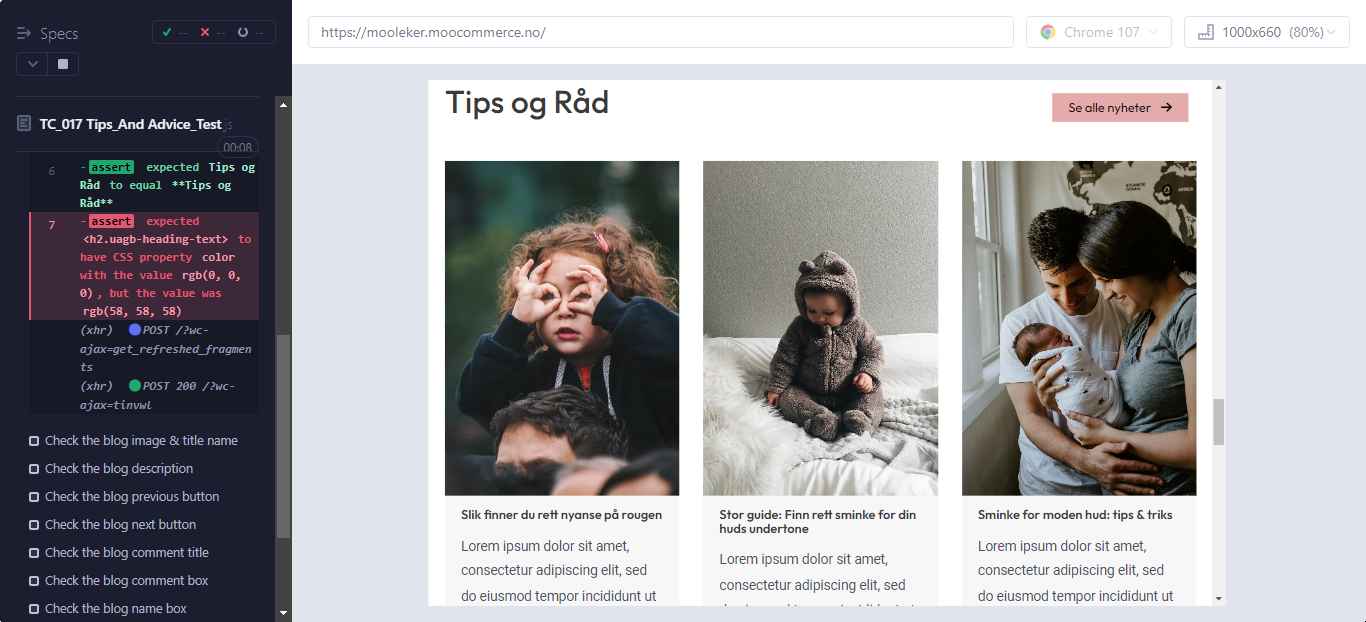 Specs
-- -- --
https://mooleker.moocommerce.no/
Chrome 107
1000x660 (80%)
TC_017 Tips_And Advice_Test.js
00:08
6 -assert expected Tips og
Råd to equal **Tips og
Råd**
7 -assert expected
<h2.uagb-heading-text> to
have CSS property color
with the value rgb(0, 0,
0), but the value was
rgb(58, 58, 58)
(xhr) POST /?wc-
ajax=get_refreshed_fragmen
ts
(xhr) POST 200 /?wc-
ajax=tinvwl
Check the blog image & title name
Check the blog description
Check the blog previous button
Check the blog next button
Check the blog comment title
Check the blog comment box
Check the blog name box
Tips og Råd
Se alle nyheter
ATLANTIC
OCEAN
AFRICA
Slik finner du rett nyanse på rougen
Lorem ipsum dolor sit amet,
consectetur adipiscing elit, sed
do eiusmod tempor incididunt ut
Stor guide: Finn rett sminke for din
huds undertone
Lorem ipsum dolor sit amet,
consectetur adipiscing elit, sed
Sminke for moden hud: tips & triks
Lorem ipsum dolor sit amet,
consectetur adipiscing elit, sed
do eiusmod tempor incididunt ut